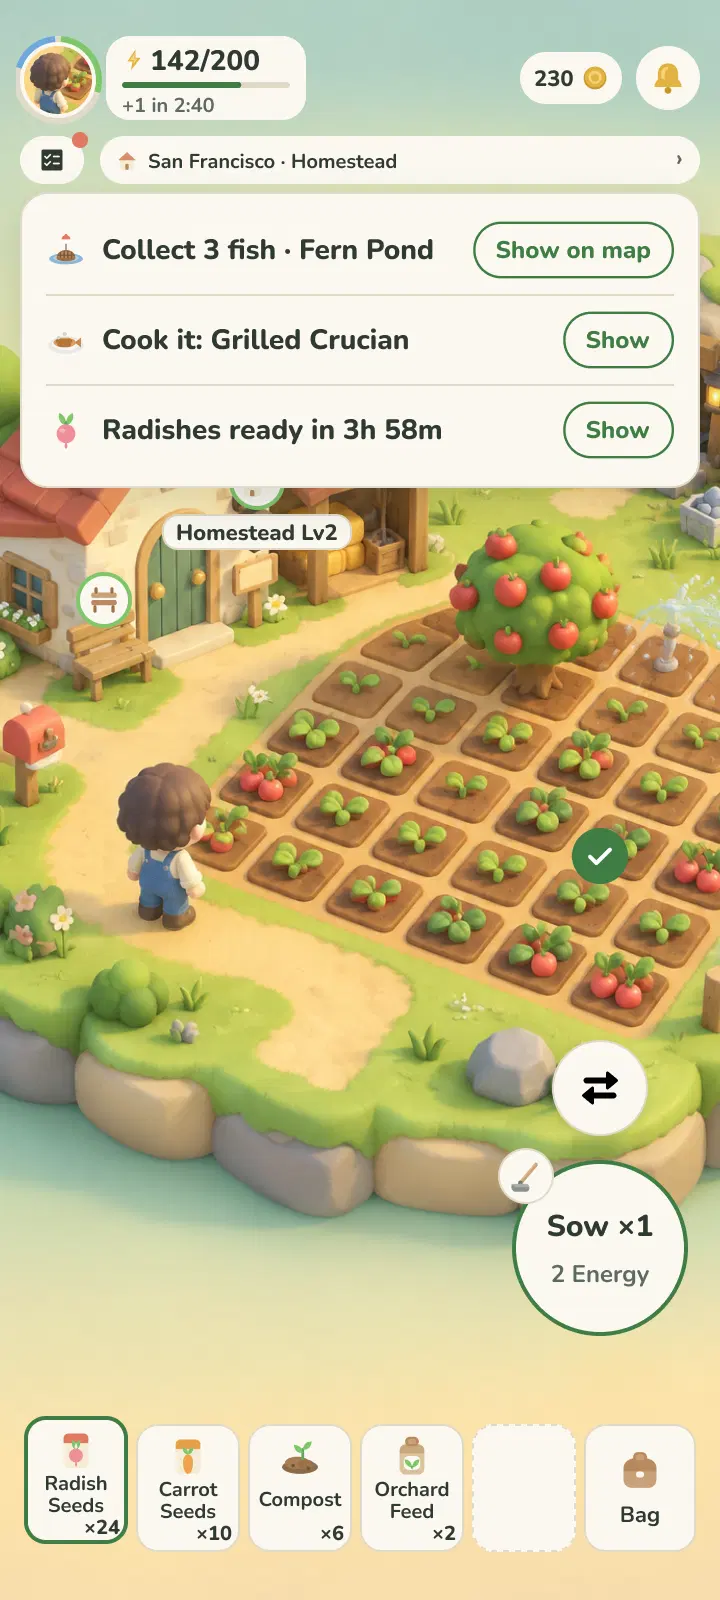 142/200
+1 in 2:40
230
San Francisco · Homestead
Collect 3 fish · Fern Pond
Show on map
Cook it: Grilled Crucian
Show
Radishes ready in 3h 58m
Show
Homestead Lv2
Sow ×1
2 Energy
Radish
Seeds
×24
Carrot
Seeds
×10
Compost
×6
Orchard
Feed
×2
Bag